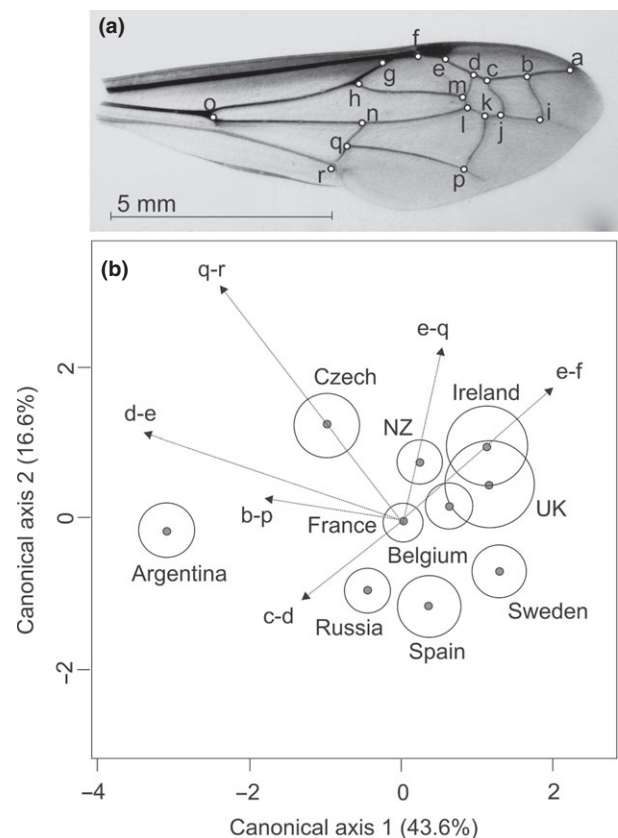 (a)
f
a
b
c
d
e
g
h
m
o
n
l
k
j
i
q
r
p
5 mm
(b)
q-r
e-q
e-f
Czech
Ireland
d-e
NZ
b-p
France
UK
Belgium
Argentina
c-d
Russia
Spain
Sweden
2
0
−2
Canonical axis 2 (16.6%)
−4
−2
0
2
Canonical axis 1 (43.6%)